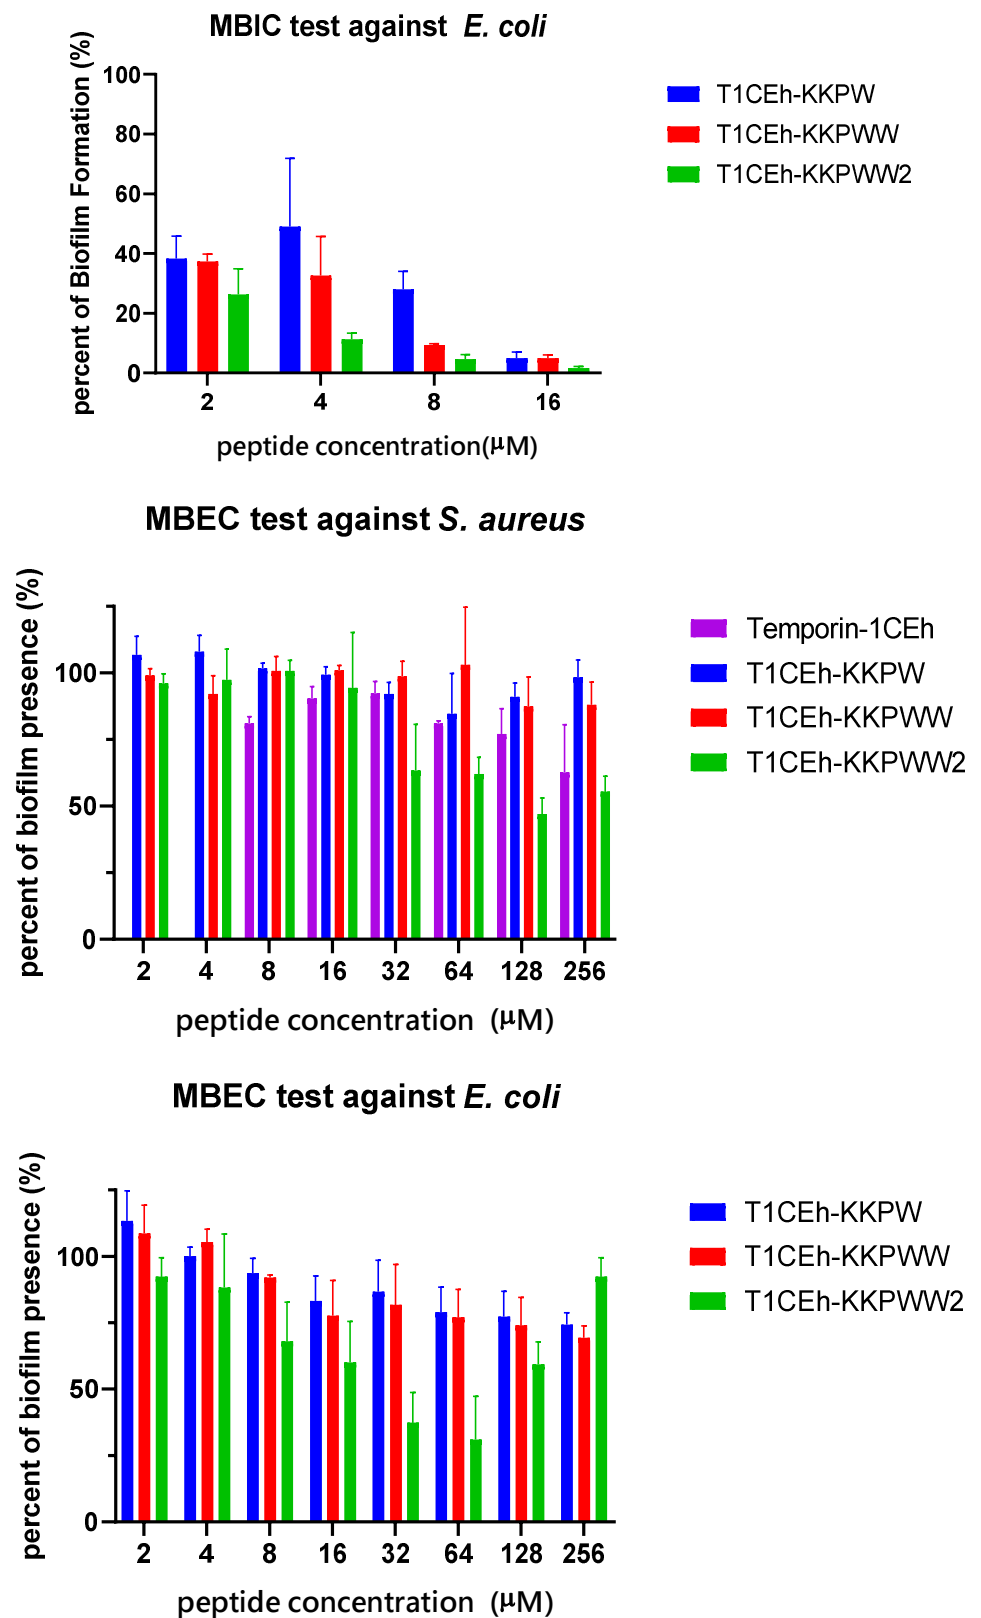 MBIC test against E. coli
percent of Biofilm Formation (%)
100
80
60
40
20
0
2 4 8 16
peptide concentration(μM)
T1CEh-KKPW
T1CEh-KKPWW
T1CEh-KKPWW2
MBEC test against S. aureus
percent of biofilm presence (%)
100
50
0
2 4 8 16 32 64 128 256
peptide concentration (μM)
Temporin-1CEh
T1CEh-KKPW
T1CEh-KKPWW
T1CEh-KKPWW2
MBEC test against E. coli
percent of biofilm presence (%)
100
50
0
2 4 8 16 32 64 128 256
peptide concentration (μM)
T1CEh-KKPW
T1CEh-KKPWW
T1CEh-KKPWW2